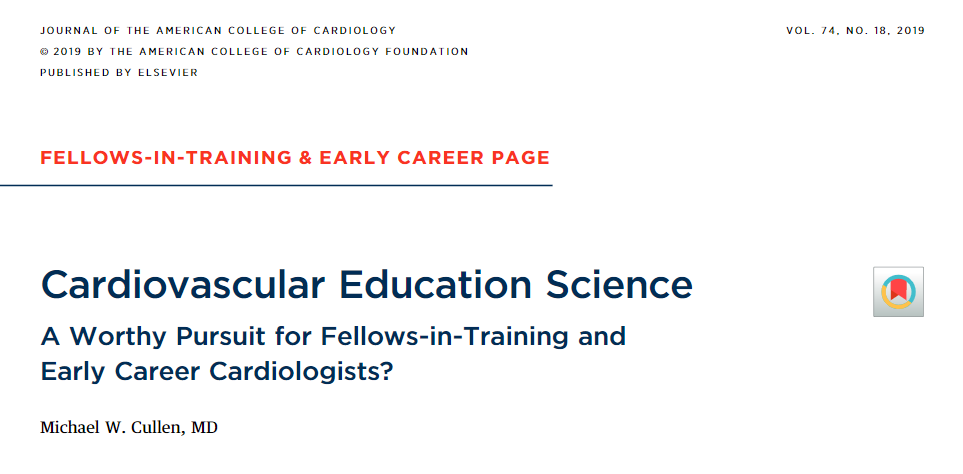 JOURNAL OF THE AMERICAN COLLEGE OF CARDIOLOGY
VOL. 74, NO. 18, 2019
© 2019 BY THE AMERICAN COLLEGE OF CARDIOLOGY FOUNDATION
PUBLISHED BY ELSEVIER
FELLOWS-IN-TRAINING & EARLY CAREER PAGE
Cardiovascular Education Science
A Worthy Pursuit for Fellows-in-Training and
Early Career Cardiologists?
Michael W. Cullen, MD